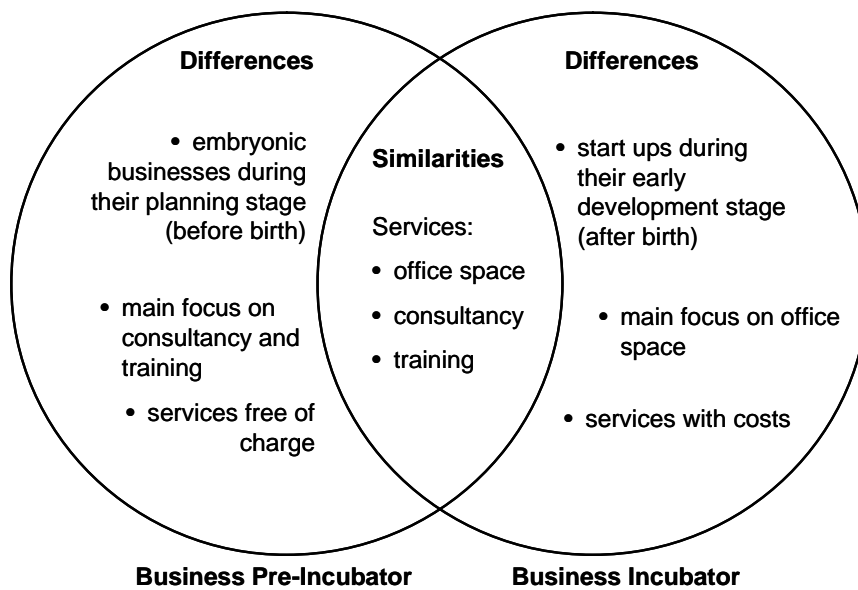 Differences
• embryonic
businesses during
their planning stage
(before birth)
• main focus on
consultancy and
training
• services free of
charge
Similarities
Services:
• office space
• consultancy
• training
Differences
• start ups during
their early
development stage
(after birth)
• main focus on office
space
• services with costs
Business Pre-Incubator
Business Incubator